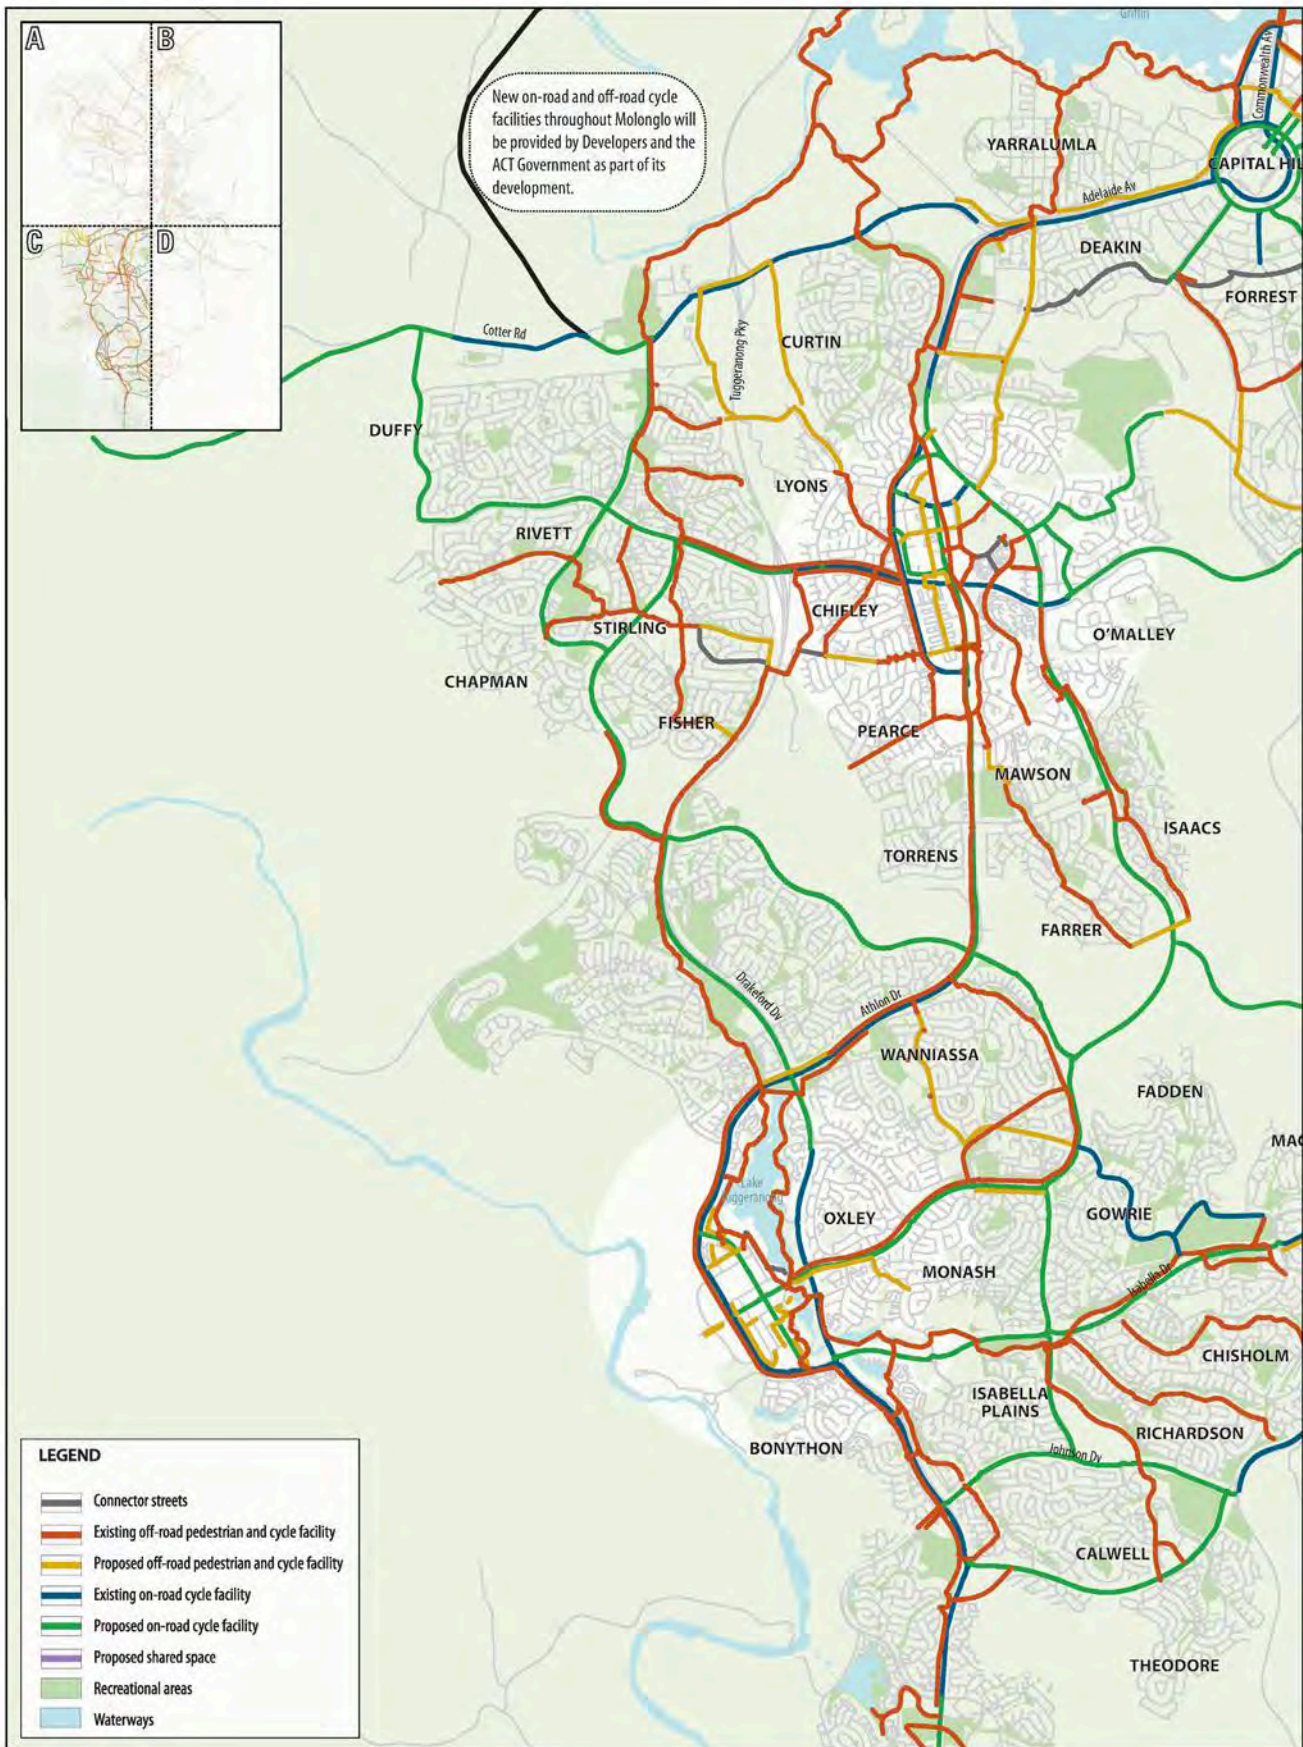 A
B
C
D
New on-road and off-road cycle
facilities throughout Molonglo will
be provided by Developers and the
ACT Government as part of its
development.
Griffin
Commonwealth Av
YARRALUMLA
CAPITAL HIL
Adelaide Av
DEAKIN
FORREST
Cotter Rd
Tuggeranong Pky
CURTIN
DUFFY
LYONS
RIVETT
CHIFLEY
STIRLING
O'MALLEY
CHAPMAN
FISHER
PEARCE
MAWSON
ISAACS
TORRENS
FARRER
Drakeford Dv
Athlon Dr
WANNIASSA
FADDEN
MAC
Lake
Tuggeranong
OXLEY
GOWRIE
MONASH
Isabella Dr
CHISHOLM
ISABELLA
PLAINS
RICHARDSON
BONYTHON
Johnson Dv
CALWELL
THEODORE
LEGEND
Connector streets
Existing off-road pedestrian and cycle facility
Proposed off-road pedestrian and cycle facility
Existing on-road cycle facility
Proposed on-road cycle facility
Proposed shared space
Recreational areas
Waterways